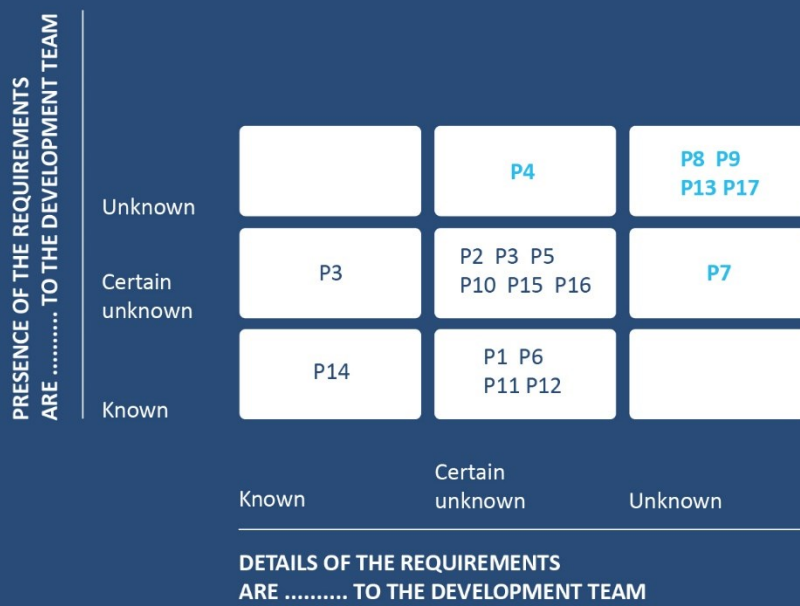 PRESENCE OF THE REQUIREMENTS
ARE .......... TO THE DEVELOPMENT TEAM
Unknown
P4
P8 P9
P13 P17
Certain
unknown
P3
P2 P3 P5
P10 P15 P16
P7
Known
P14
P1 P6
P11 P12
Known
Certain
unknown
Unknown
DETAILS OF THE REQUIREMENTS
ARE .......... TO THE DEVELOPMENT TEAM